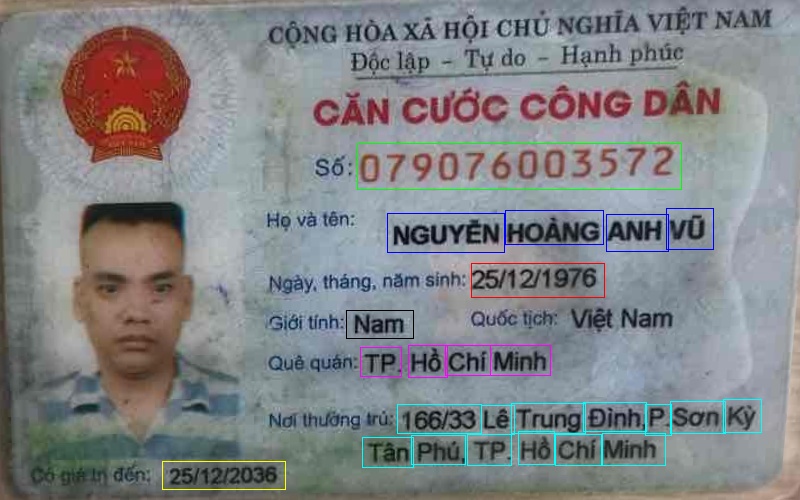 CỘNG HÒA XÃ HỘI CHỦ NGHĨA VIỆT NAM
Độc lập - Tự do - Hạnh phúc
CĂN CƯỚC CÔNG DÂN
Số: 079076003572
Họ và tên: NGUYỄN HOÀNG ANH VŨ
Ngày, tháng, năm sinh: 25/12/1976
Giới tính: Nam Quốc tịch: Việt Nam
Quê quán: TP. Hồ Chí Minh
Nơi thường trú: 166/33 Lê Trung Đình, P. Sơn Kỳ
Tân Phú, TP. Hồ Chí Minh
Có giá trị đến: 25/12/2036